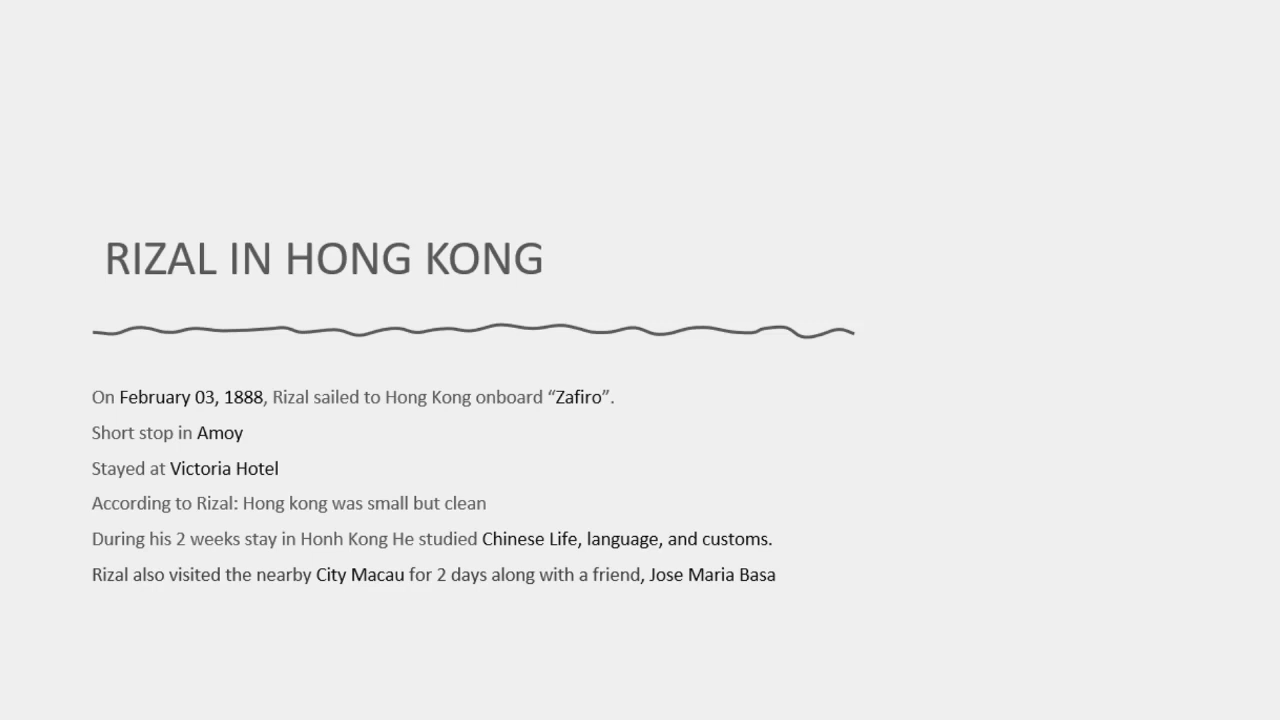 RIZAL IN HONG KONG
On February 03, 1888, Rizal sailed to Hong Kong onboard “Zafiro”.
Short stop in Amoy
Stayed at Victoria Hotel
According to Rizal: Hong kong was small but clean
During his 2 weeks stay in Honh Kong He studied Chinese Life, language, and customs.
Rizal also visited the nearby City Macau for 2 days along with a friend, Jose Maria Basa